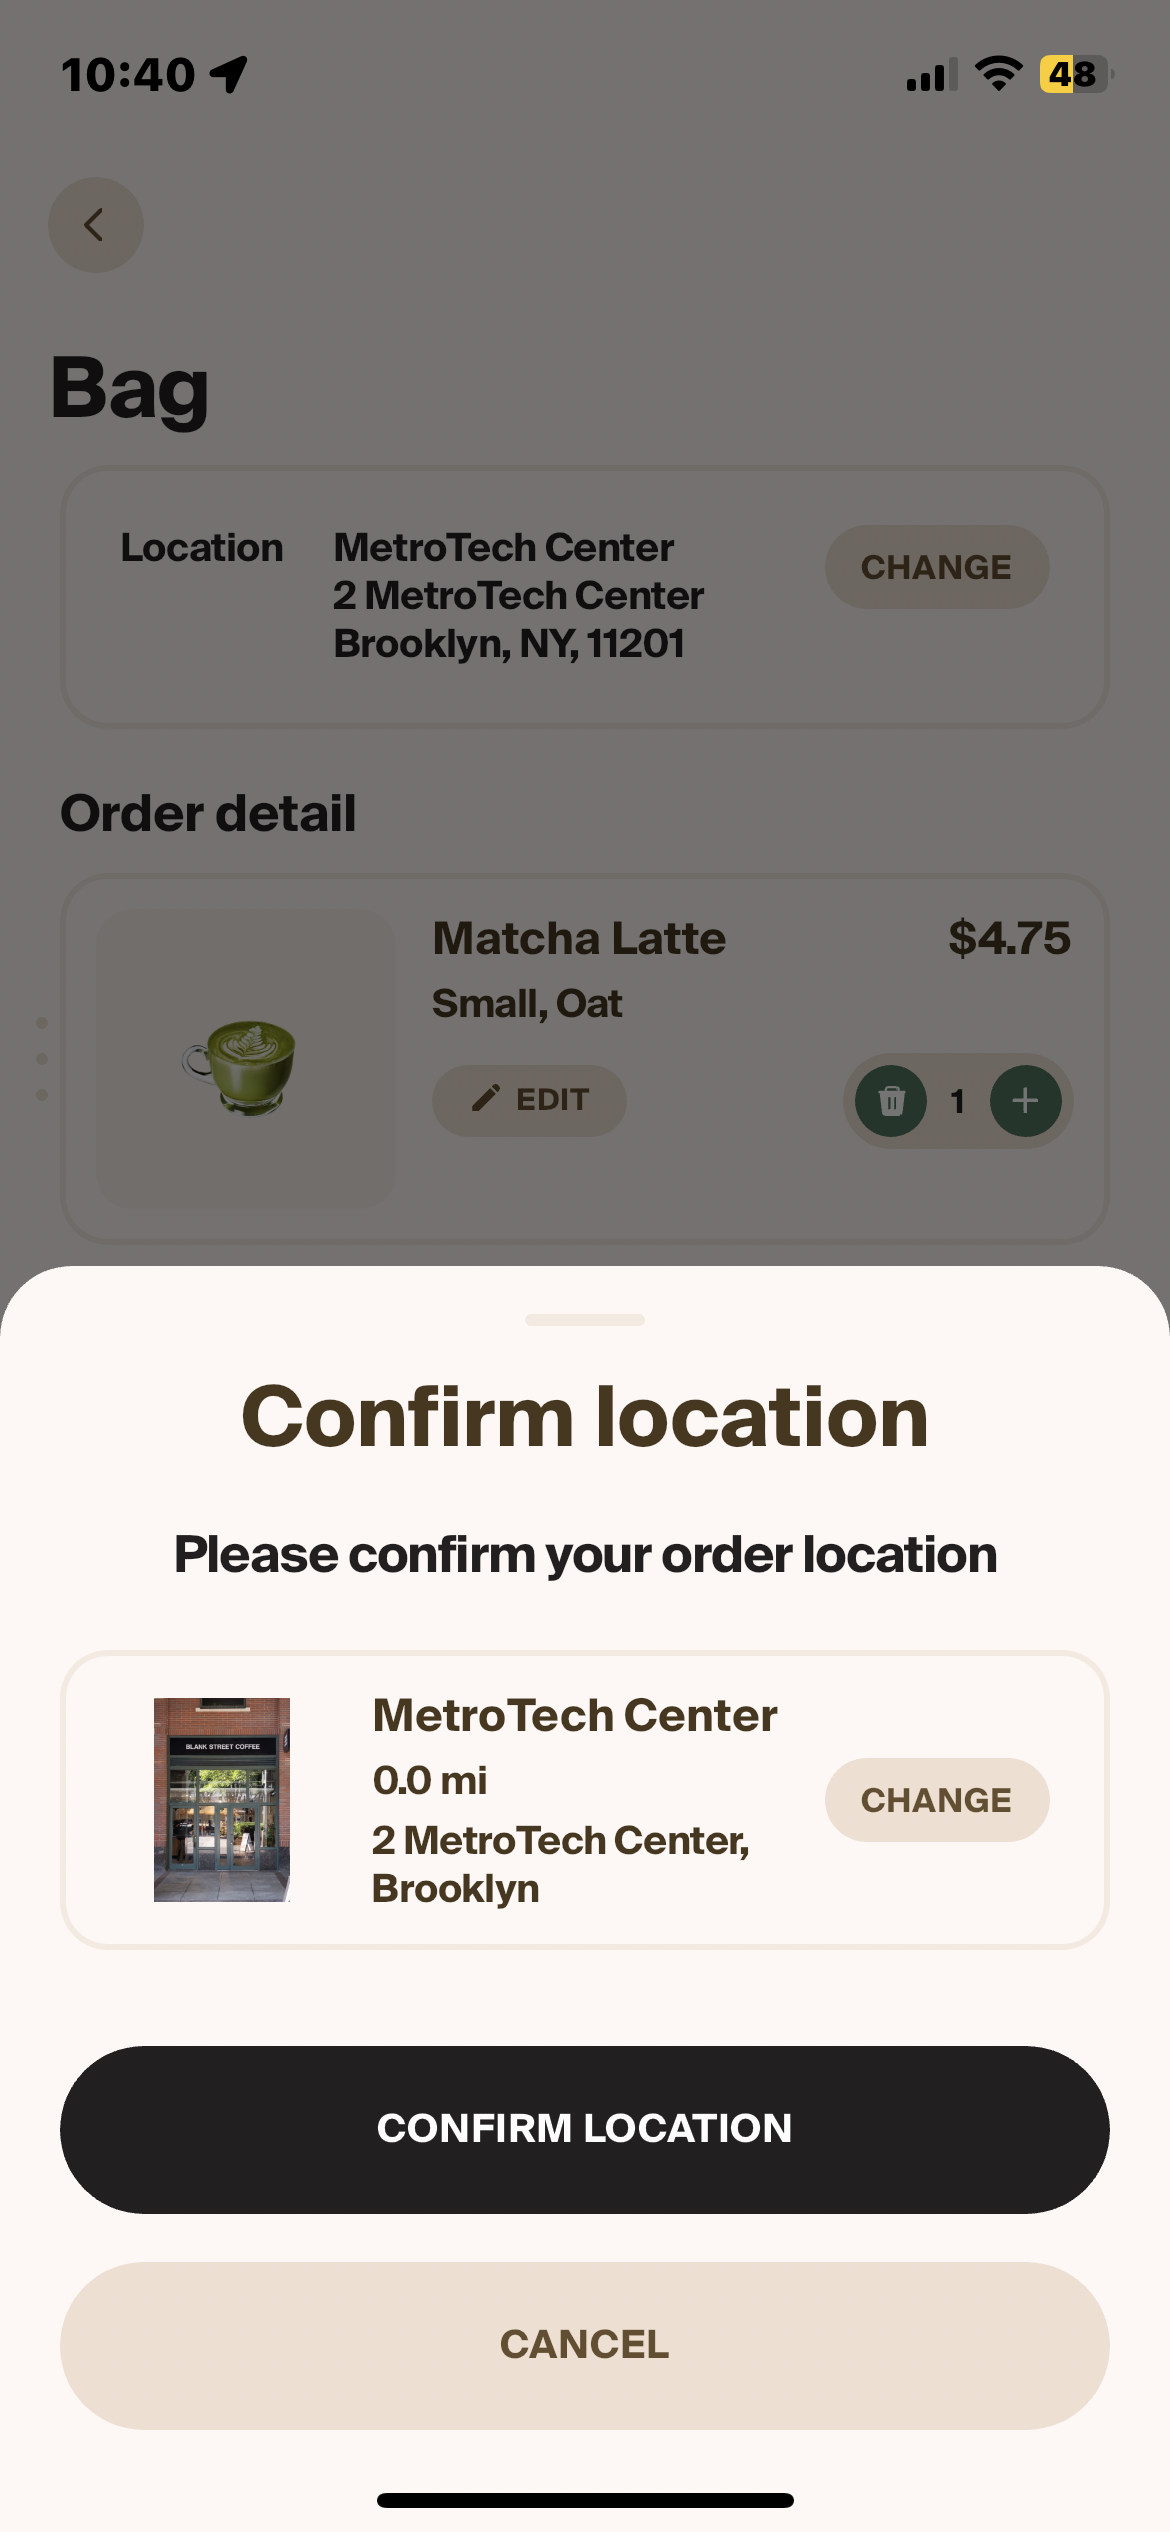 10:40
48
Bag
Location
MetroTech Center
2 MetroTech Center
Brooklyn, NY, 11201
CHANGE
Order detail
Matcha Latte
$4.75
Small, Oat
EDIT
1
Confirm location
Please confirm your order location
BLANK STREET COFFEE
MetroTech Center
0.0 mi
2 MetroTech Center,
Brooklyn
CHANGE
CONFIRM LOCATION
CANCEL